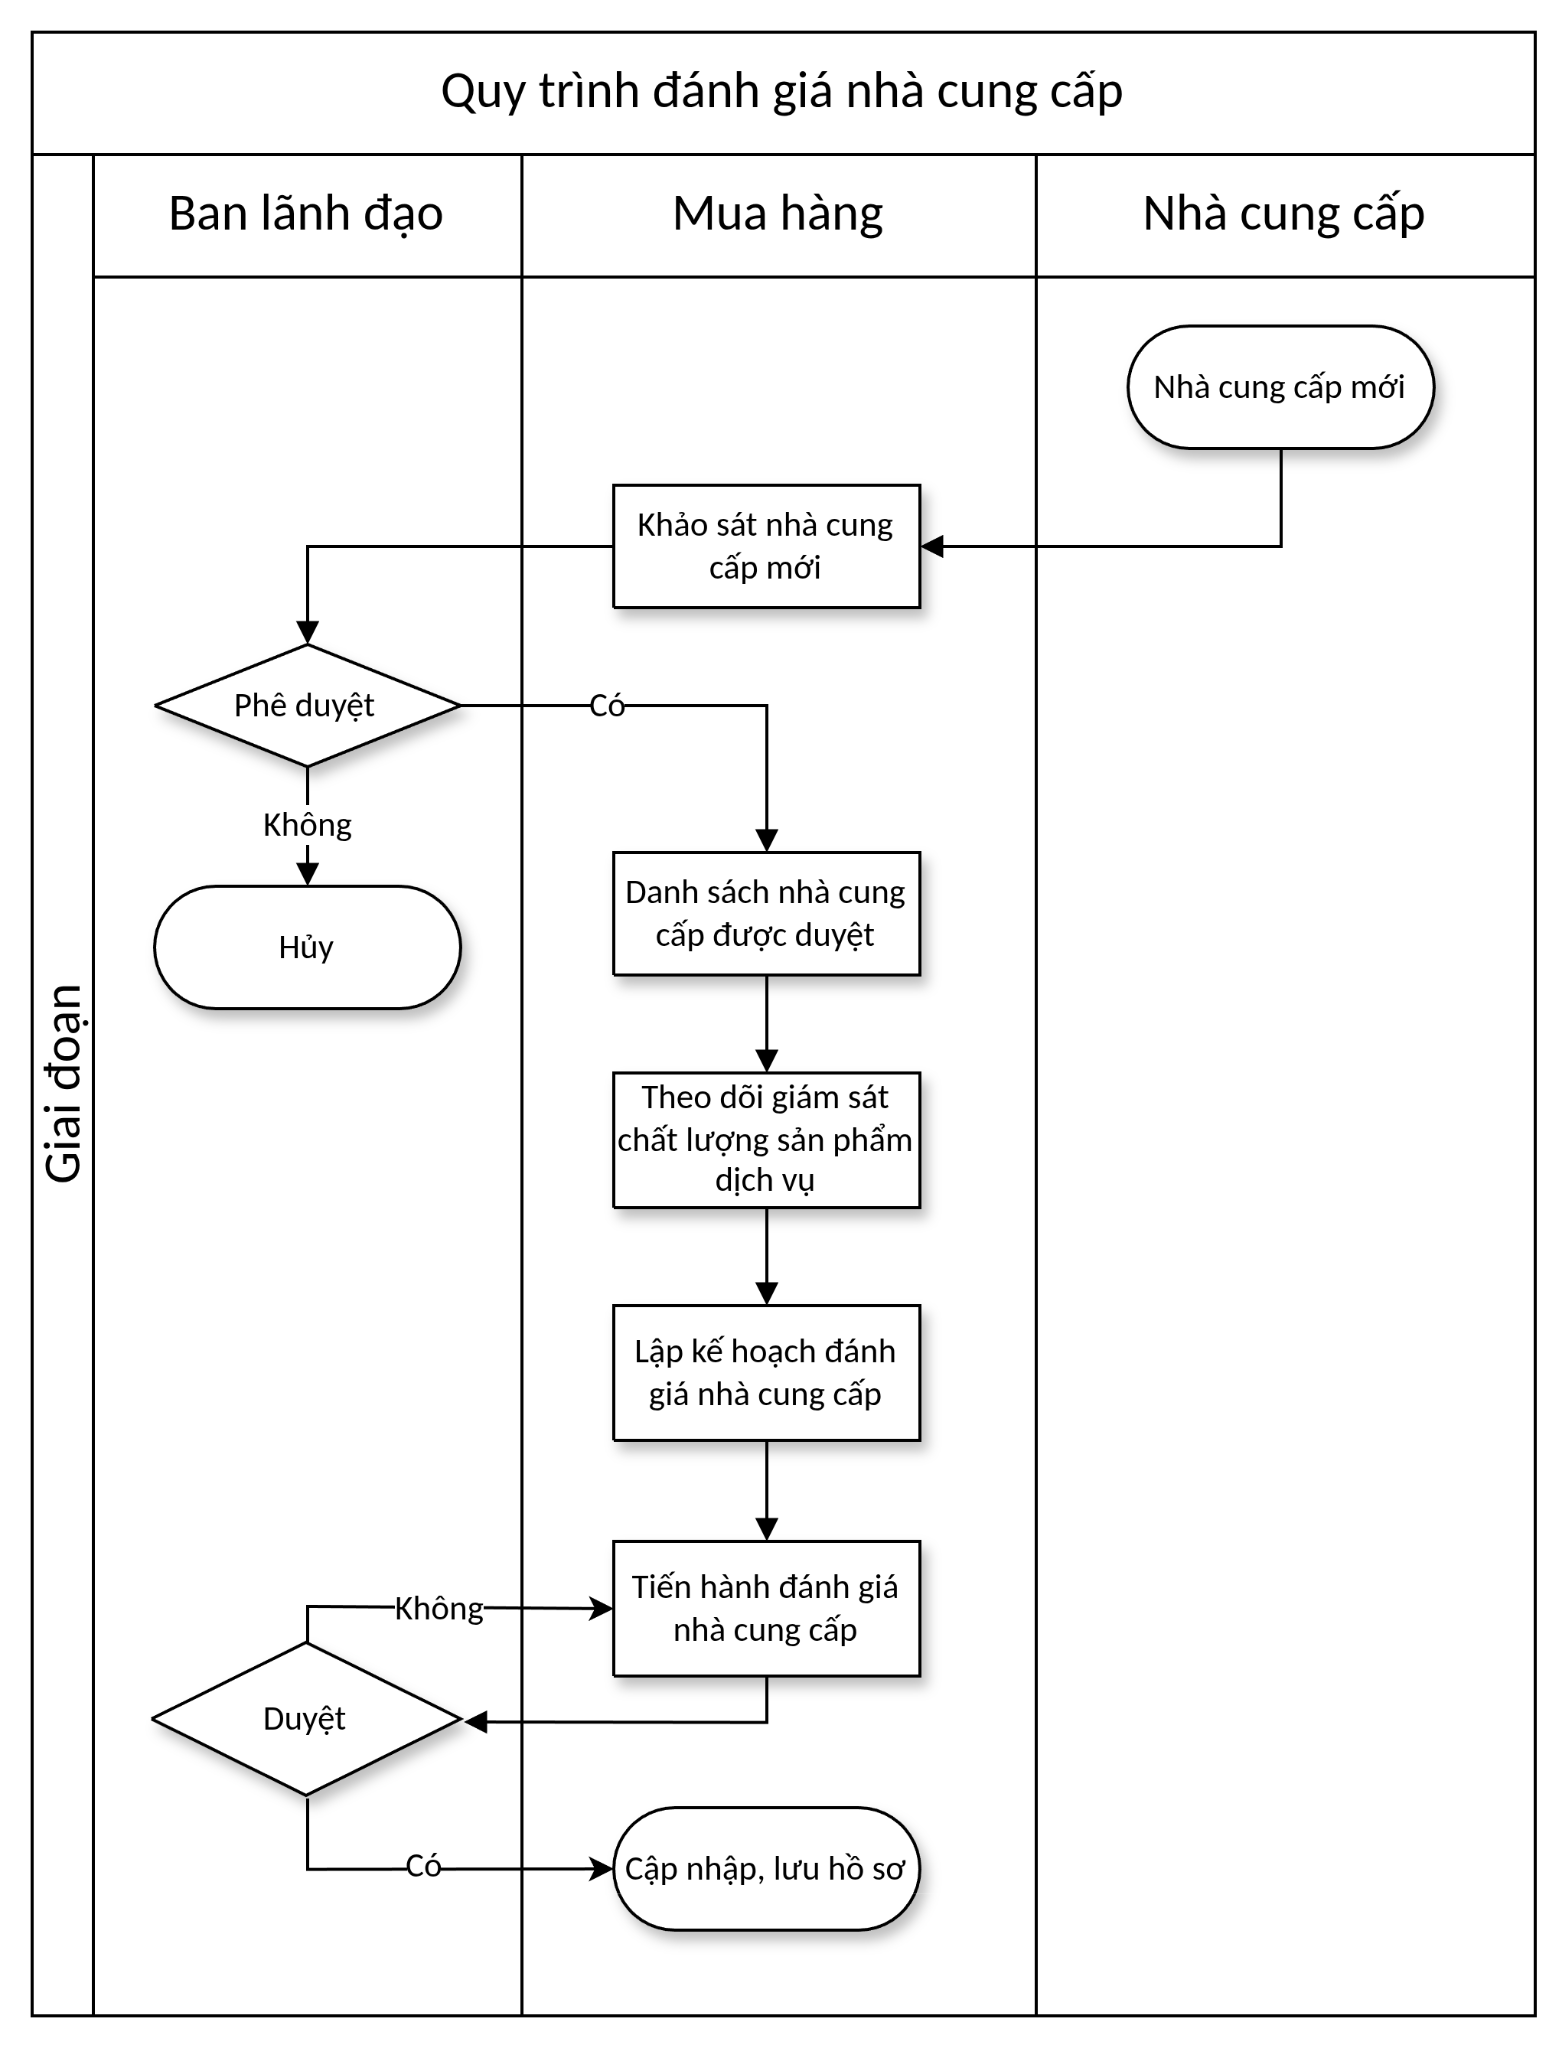 Quy trình đánh giá nhà cung cấp
Ban lãnh đạo
Mua hàng
Nhà cung cấp
Giai đoạn
Nhà cung cấp mới
Khảo sát nhà cung
cấp mới
Phê duyệt
Có
Không
Hủy
Danh sách nhà cung
cấp được duyệt
Theo dõi giám sát
chất lượng sản phẩm
dịch vụ
Lập kế hoạch đánh
giá nhà cung cấp
Tiến hành đánh giá
nhà cung cấp
Không
Duyệt
Có
Cập nhập, lưu hồ sơ